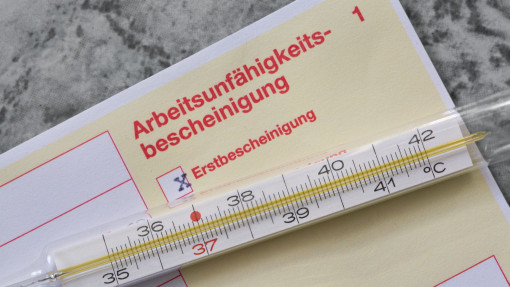 1
Arbeitsunfähigkeits-
bescheinigung
x Erstbescheinigung
36 38 40 42
35 37 39 41 °C